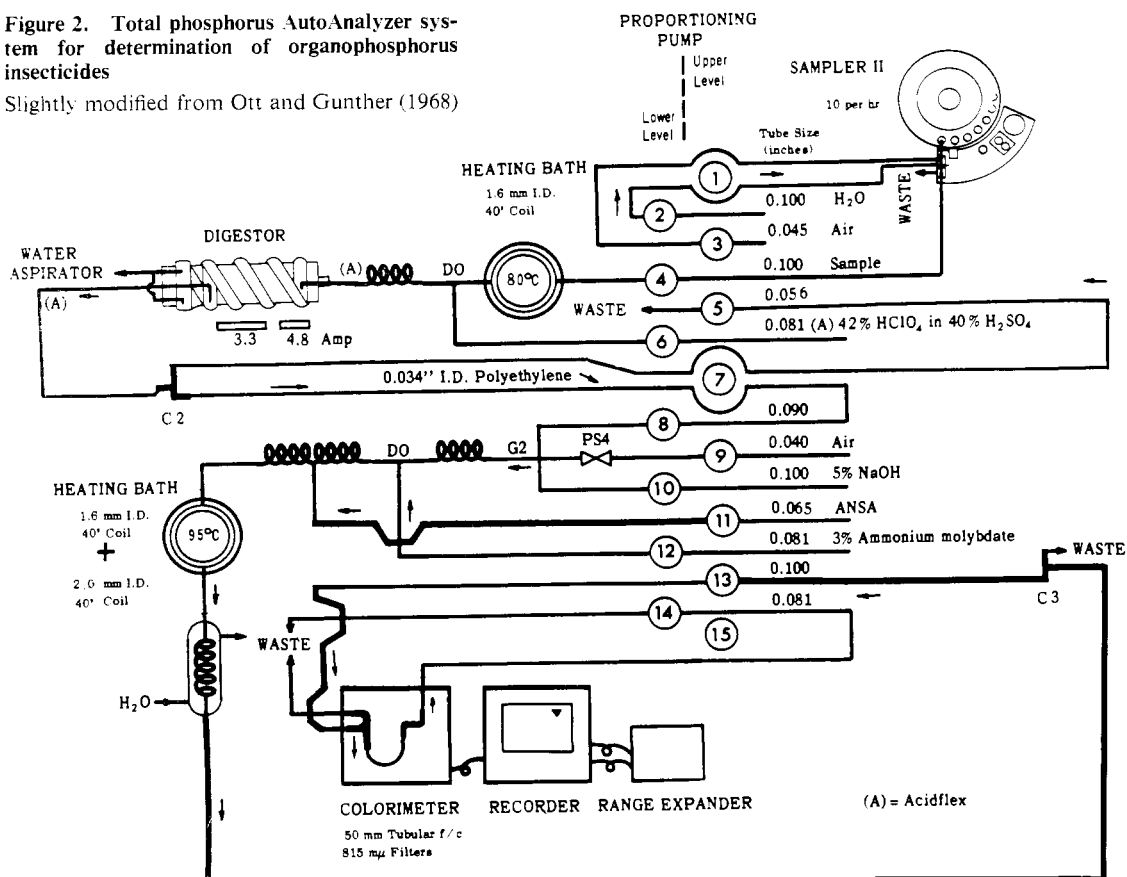 Figure 2. Total phosphorus AutoAnalyzer sys-
tem for determination of organophosphorus
insecticides
Slightly modified from Ott and Gunther (1968)
PROPORTIONING
PUMP
Upper
Level
Lower
Level
SAMPLER II
10 per hr
Tube Size
(inches)
HEATING BATH
1.6 mm I.D.
40' Coil
1
WASTE
2
0.100 H₂O
3
0.045 Air
DIGESTOR
WATER
ASPIRATOR
(A)
(A)
DO
80°C
4
0.100 Sample
WASTE
5
0.056
3.3 4.8 Amp
6
0.081 (A) 42% HClO₄ in 40% H₂SO₄
0.034" I.D. Polyethylene
7
C2
8
0.090
DO
G2
PS4
9
0.040 Air
10
0.100 5% NaOH
HEATING BATH
1.6 mm I.D.
40' Coil
+
2.0 mm I.D.
40' Coil
95°C
11
0.065 ANSA
12
0.081 3% Ammonium molybdate
13
0.100
WASTE
C3
14
0.081
15
WASTE
H₂O
COLORIMETER
50 mm Tubular f/c
815 mμ Filters
RECORDER
RANGE EXPANDER
(A) = Acidflex